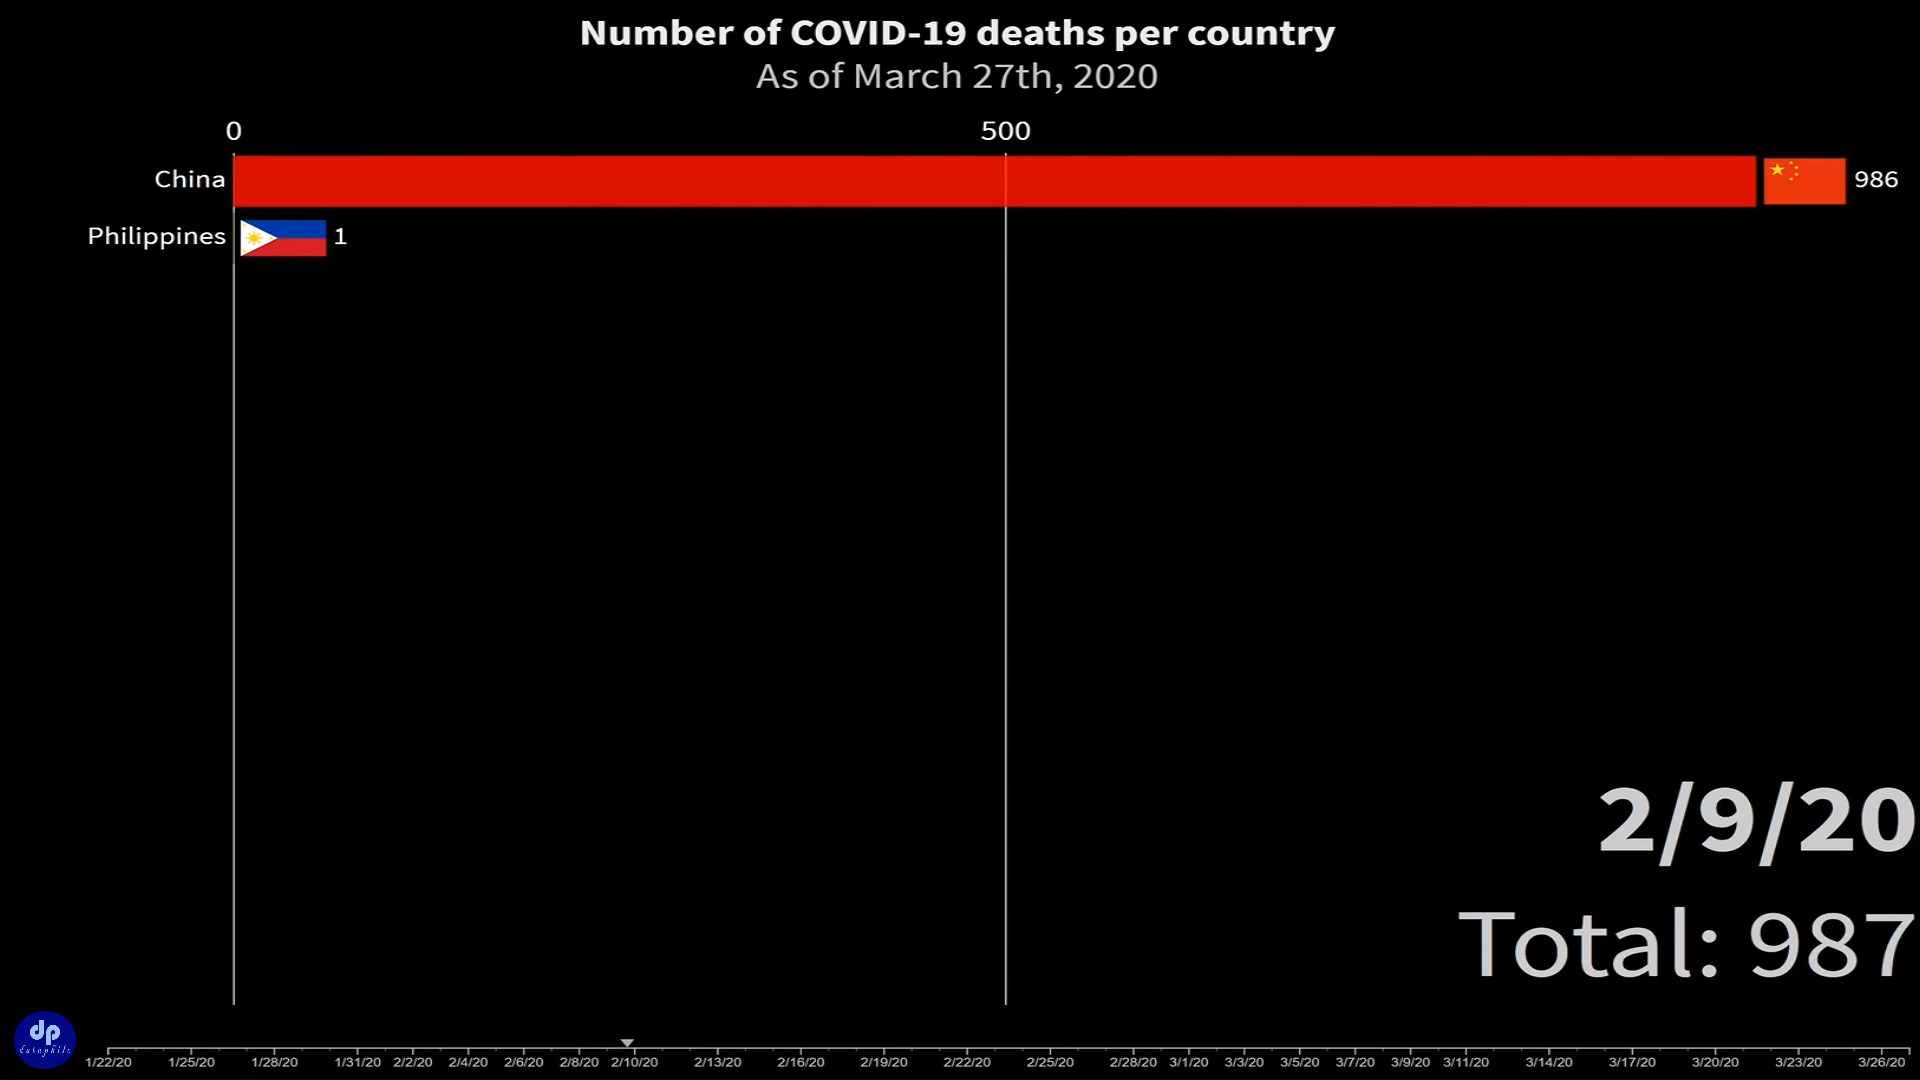 Number of COVID-19 deaths per country
As of March 27th, 2020
0 500
China 986
Philippines 1
2/9/20
Total: 987
dp
Dataphile
1/22/20 1/25/20 1/28/20 1/31/20 2/2/20 2/4/20 2/6/20 2/8/20 2/10/20 2/13/20 2/16/20 2/19/20 2/22/20 2/25/20 2/28/20 3/1/20 3/3/20 3/5/20 3/7/20 3/9/20 3/11/20 3/14/20 3/17/20 3/20/20 3/23/20 3/26/20